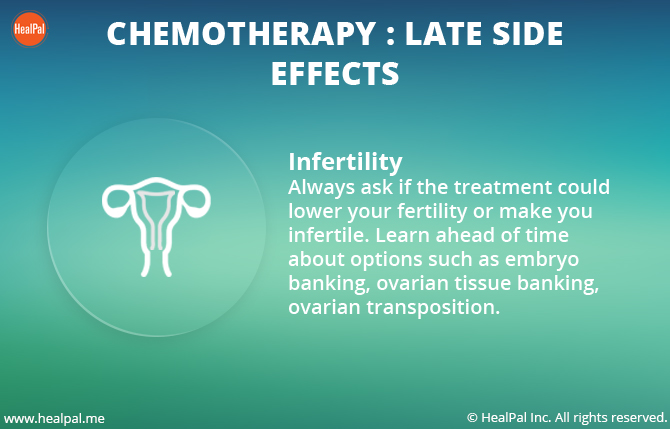 HealPal
CHEMOTHERAPY : LATE SIDE
EFFECTS
Infertility
Always ask if the treatment could
lower your fertility or make you
infertile. Learn ahead of time
about options such as embryo
banking, ovarian tissue banking,
ovarian transposition.
www.healpal.me
© HealPal Inc. All rights reserved.